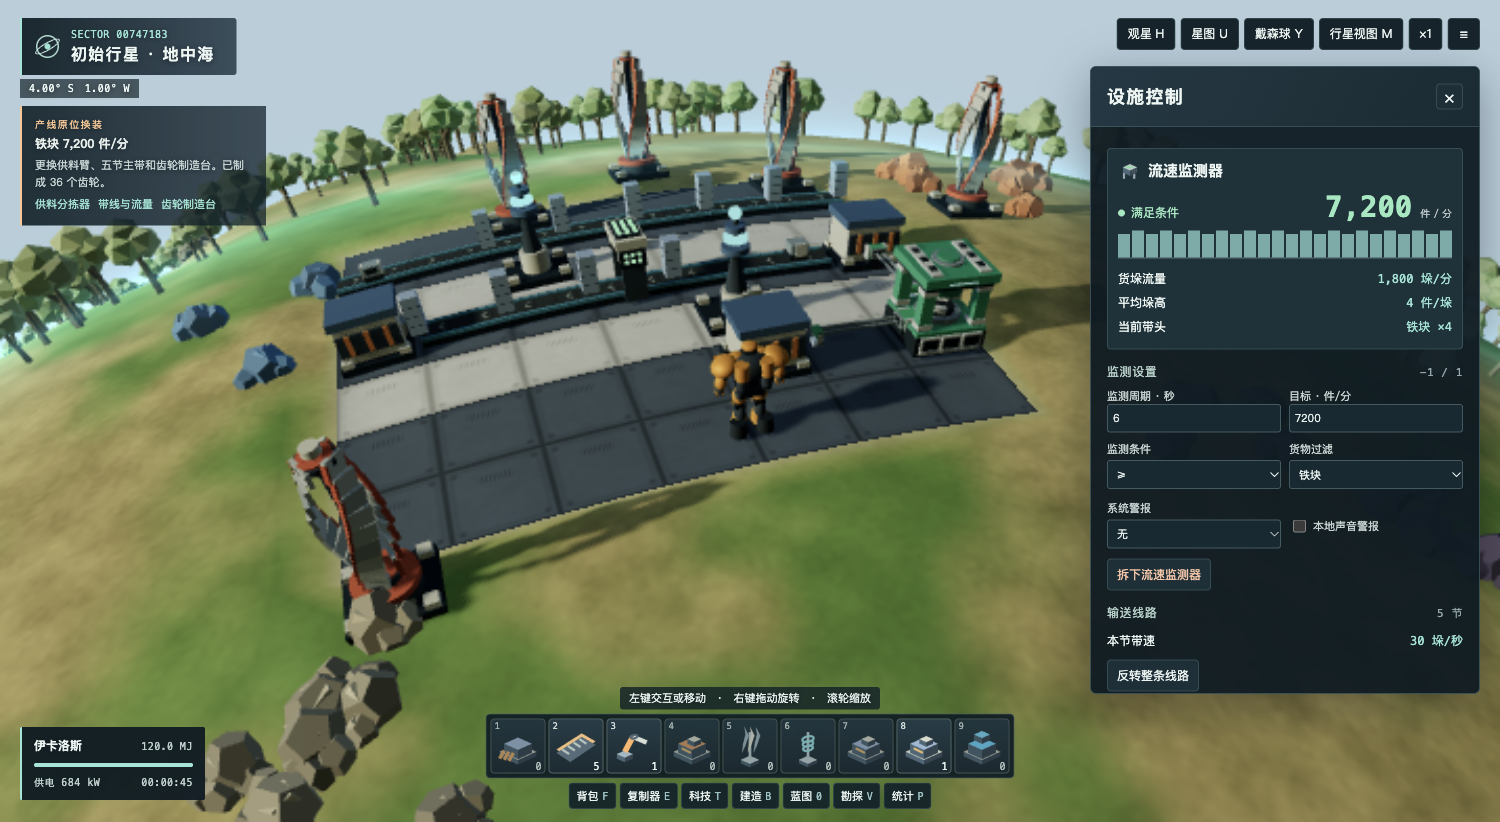 SECTOR 00747183
初始行星 · 地中海
4.00° S 1.00° W
产线原位换装
铁块 7,200 件/分
更换供料臂、五节主带和齿轮制造台。已制
成 36 个齿轮。
供料分拣器 带线与流量 齿轮制造台
观星 H
星图 U
戴森球 Y
行星视图 M
×1
≡
设施控制
×
流速监测器
满足条件
7,200 件 / 分
货垛流量 1,800 垛/分
平均垛高 4 件/垛
当前带头 铁块 ×4
监测设置 −1 / 1
监测周期 · 秒 目标 · 件/分
6 7200
监测条件 货物过滤
≥ 铁块
系统警报
无 本地声音警报
拆下流速监测器
输送线路 5 节
本节带速 30 垛/秒
反转整条线路
左键交互或移动 · 右键拖动旋转 · 滚轮缩放
1 2 3 4 5 6 7 8 9
0 5 1 0 0 0 0 1 0
背包 F 复制器 E 科技 T 建造 B 蓝图 0 勘探 V 统计 P
伊卡洛斯 120.0 MJ
供电 684 kW 00:00:45